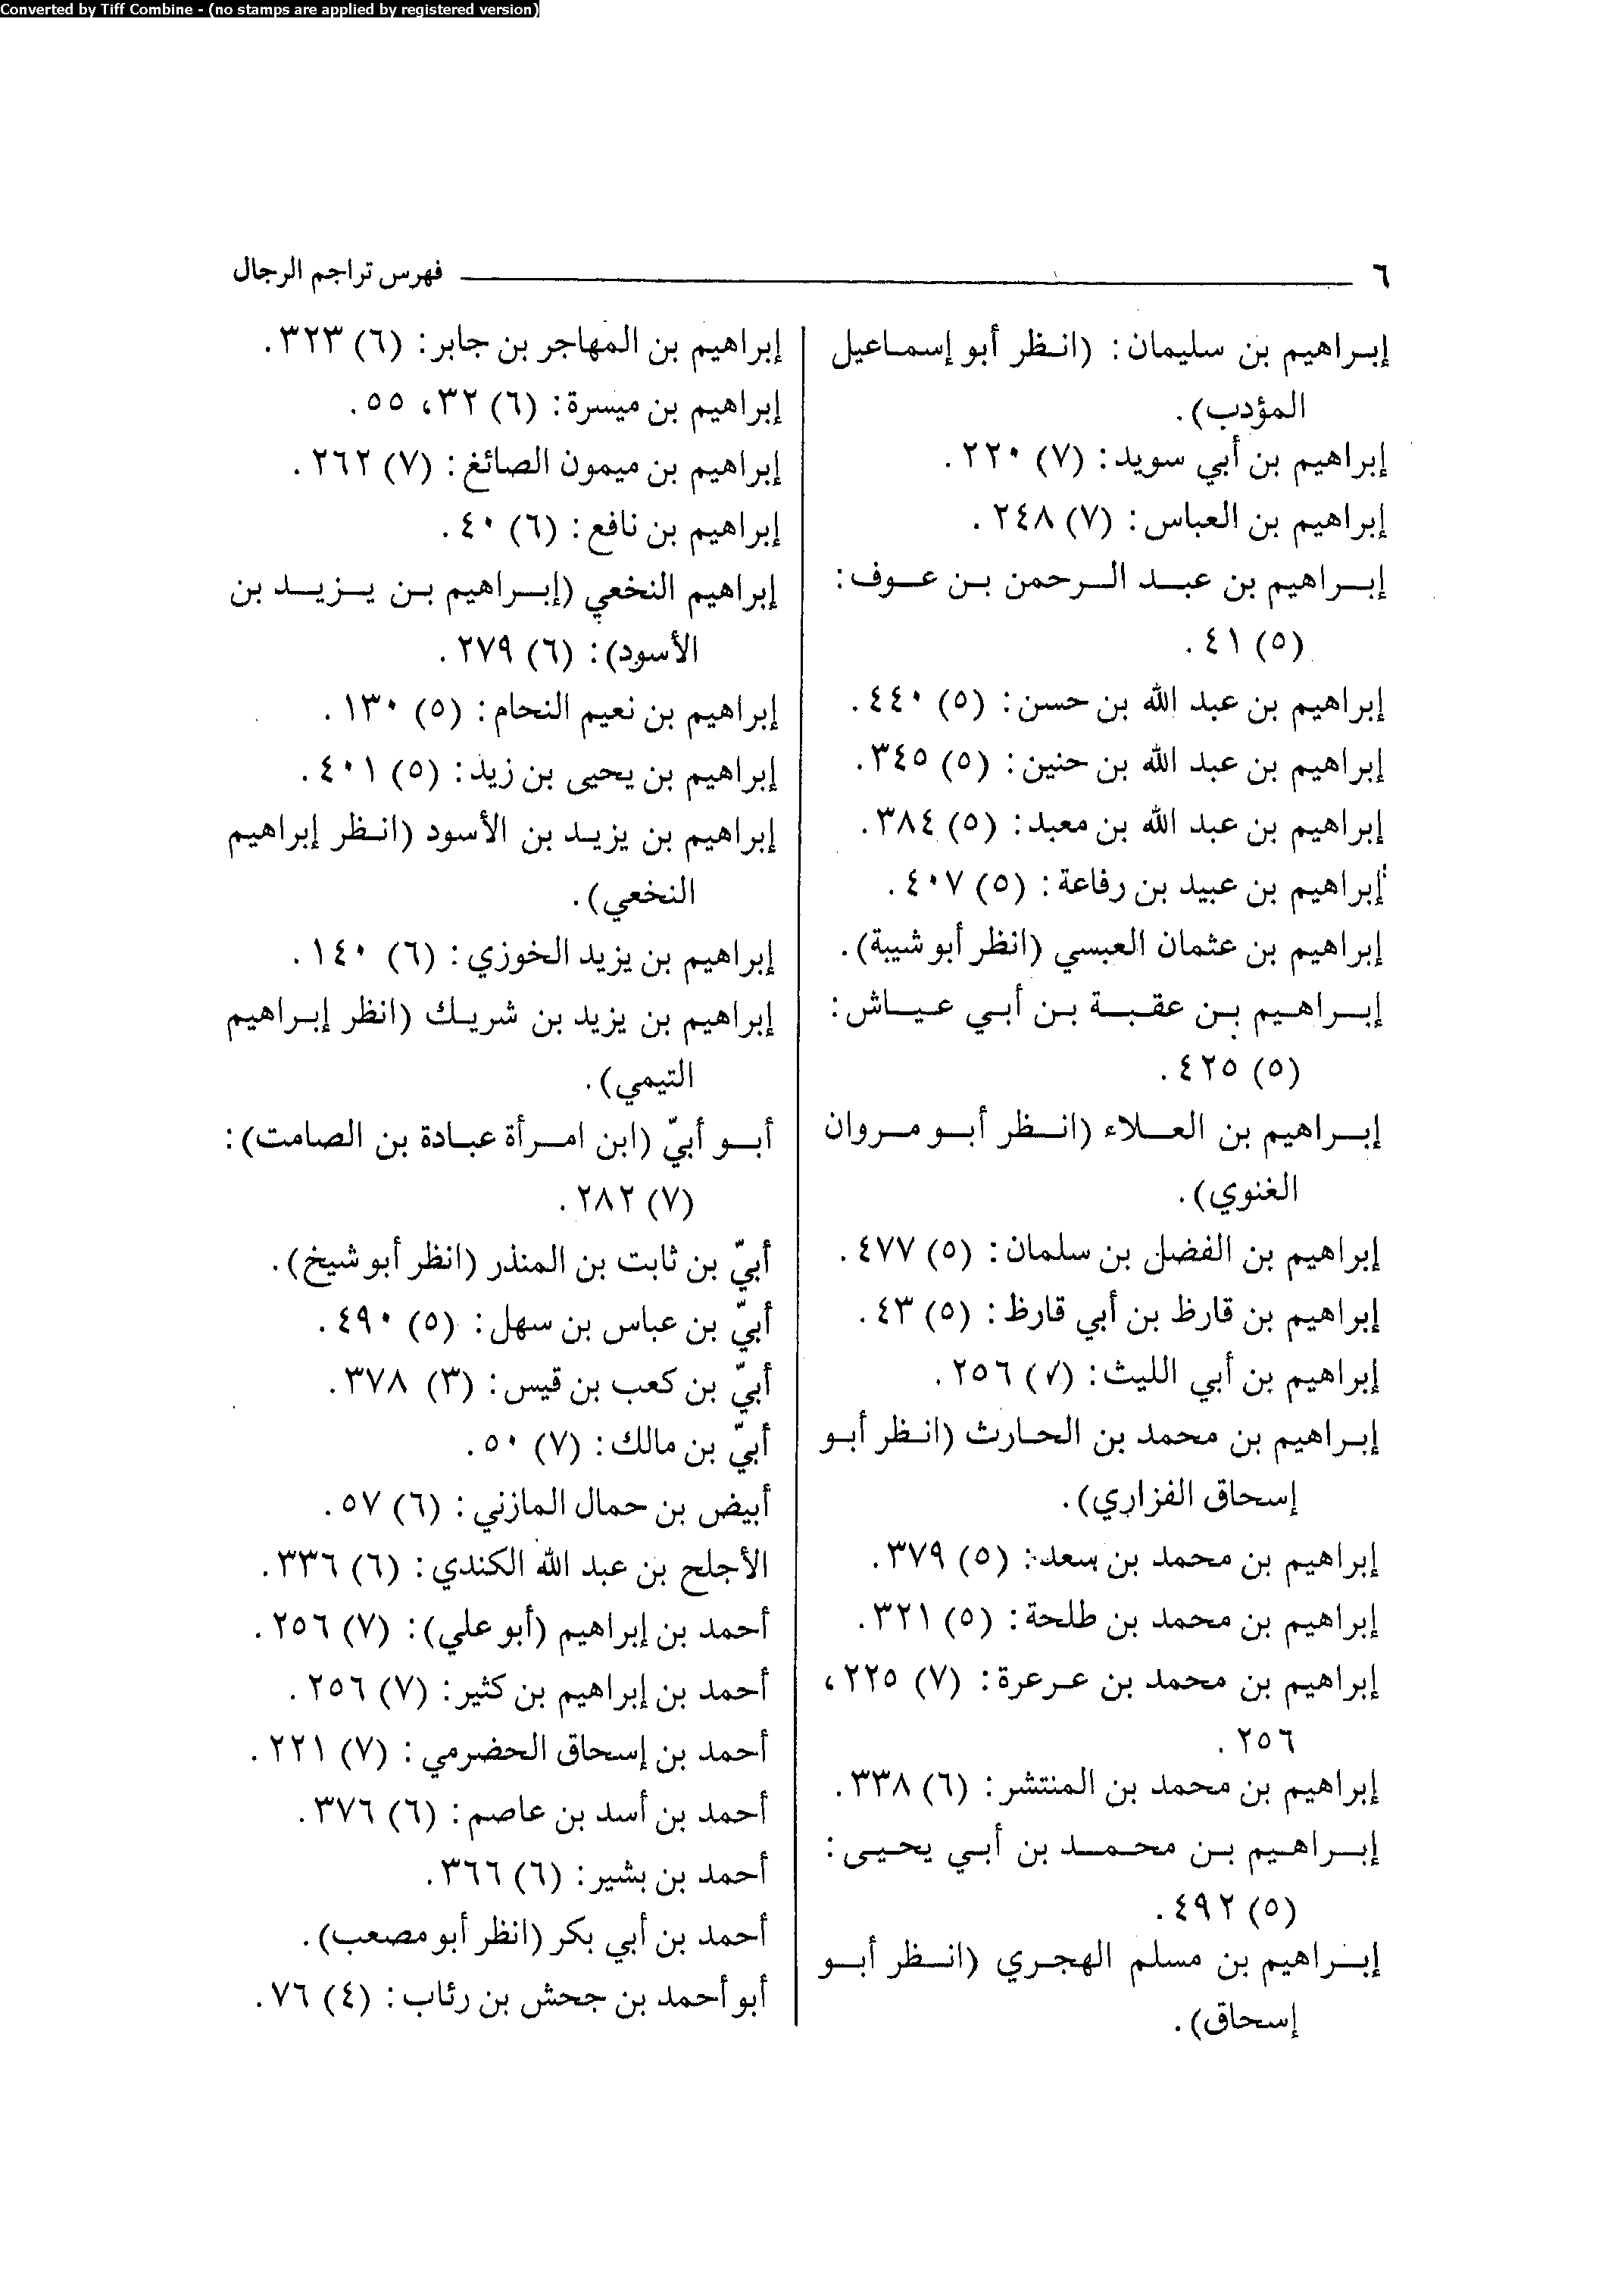 Converted by Tiff Combine - (no stamps are applied by registered version)
٦ فهرس تراجم الرجال
إبراهيم بن سليمان: (انظر أبو إسماعيل
المؤدب).
إبراهيم بن أبي سويد: (٧) ٢٢٠.
إبراهيم بن العباس: (٧) ٢٤٨.
إبراهيم بن عبد الرحمن بن عوف:
(٥) ٤١.
إبراهيم بن عبد الله بن حسن: (٥) ٤٤٠.
إبراهيم بن عبد الله بن حنين: (٥) ٣٤٥.
إبراهيم بن عبد الله بن معبد: (٥) ٣٨٤.
إبراهيم بن عبيد بن رفاعة: (٥) ٤٠٧.
إبراهيم بن عثمان العبسي (انظر أبو شيبة).
إبراهيم بن عقبة بن أبي عياش:
(٥) ٤٢٥.
إبراهيم بن العلاء (انظر أبو مروان
الغنوي).
إبراهيم بن الفضل بن سلمان: (٥) ٤٧٧.
إبراهيم بن قارظ بن أبي قارظ: (٥) ٤٣.
إبراهيم بن أبي الليث: (٧) ٢٥٦.
إبراهيم بن محمد بن الحارث (انظر أبو
إسحاق الفزاري).
إبراهيم بن محمد بن سعد: (٥) ٣٧٩.
إبراهيم بن محمد بن طلحة: (٥) ٣٢١.
إبراهيم بن محمد بن عرعرة: (٧) ٢٢٥،
٢٥٦.
إبراهيم بن محمد بن المنتشر: (٦) ٣٣٨.
إبراهيم بن محمد بن أبي يحيى:
(٥) ٤٩٢.
إبراهيم بن مسلم الهجري (انظر أبو
إسحاق).
إبراهيم بن المهاجر بن جابر: (٦) ٣٢٣.
إبراهيم بن ميسرة: (٦) ٣٢، ٥٥.
إبراهيم بن ميمون الصائغ: (٧) ٢٦٢.
إبراهيم بن نافع: (٦) ٤٠.
إبراهيم النخعي (إبراهيم بن يزيد بن
الأسود): (٦) ٢٧٩.
إبراهيم بن نعيم النحام: (٥) ١٣٠.
إبراهيم بن يحيى بن زيد: (٥) ٤٠١.
إبراهيم بن يزيد بن الأسود (انظر إبراهيم
النخعي).
إبراهيم بن يزيد الخوزي: (٦) ١٤٠.
إبراهيم بن يزيد بن شريك (انظر إبراهيم
التيمي).
أبو أبيّ (ابن امرأة عبادة بن الصامت):
(٧) ٢٨٢.
أبيّ بن ثابت بن المنذر (انظر أبو شيخ).
أبيّ بن عباس بن سهل: (٥) ٤٩٠.
أبيّ بن كعب بن قيس: (٣) ٣٧٨.
أبيّ بن مالك: (٧) ٥٠.
أبيض بن حمال المازني: (٦) ٥٧.
الأجلح بن عبد الله الكندي: (٦) ٣٣٦.
أحمد بن إبراهيم (أبو علي): (٧) ٢٥٦.
أحمد بن إبراهيم بن كثير: (٧) ٢٥٦.
أحمد بن إسحاق الحضرمي: (٧) ٢٢١.
أحمد بن أسد بن عاصم: (٦) ٣٧٦.
أحمد بن بشير: (٦) ٣٦٦.
أحمد بن أبي بكر (انظر أبو مصعب).
أبو أحمد بن جحش بن رئاب: (٤) ٧٦.